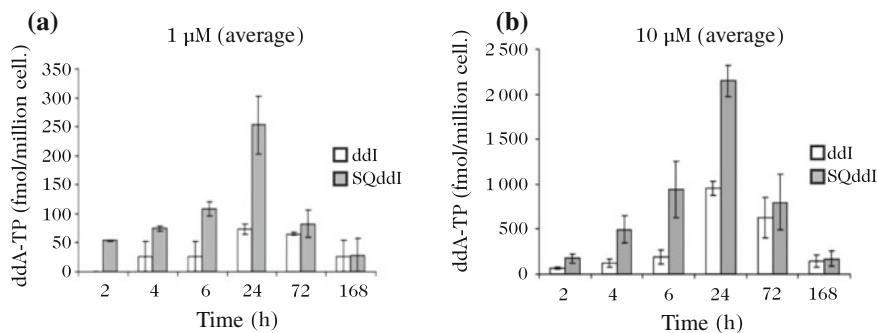 (a)
1 µM (average)
ddA-TP (fmol/million cell.)
350
300
250
200
150
100
50
0
2 4 6 24 72 168
Time (h)
ddI
SQddI
(b)
10 µM (average)
ddA-TP (fmol/million cell.)
2 500
2 000
1 500
1 000
500
0
2 4 6 24 72 168
Time (h)
ddI
SQddI